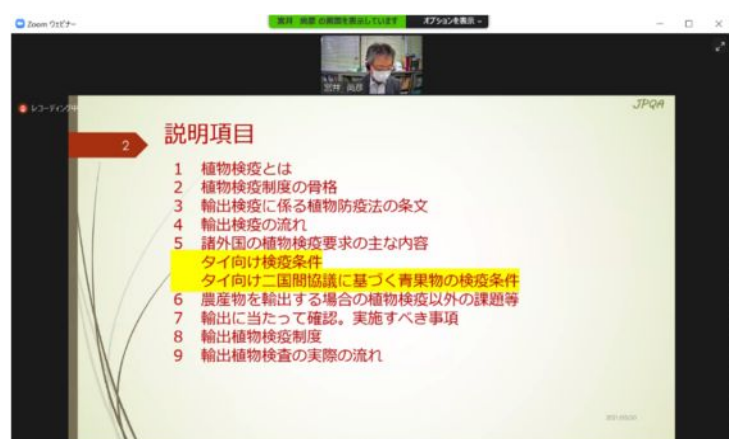 Zoom ウェビナー
の画面を表示しています オプションを表示
レコーディング中
JPQA
2
説明項目
1 植物検疫とは
2 植物検疫制度の骨格
3 輸出検疫に係る植物防疫法の条文
4 輸出検疫の流れ
5 諸外国の植物検疫要求の主な内容
タイ向け検疫条件
タイ向け二国間協議に基づく青果物の検疫条件
6 農産物を輸出する場合の植物検疫以外の課題等
7 輸出に当たって確認。実施すべき事項
8 輸出植物検疫制度
9 輸出植物検査の実際の流れ